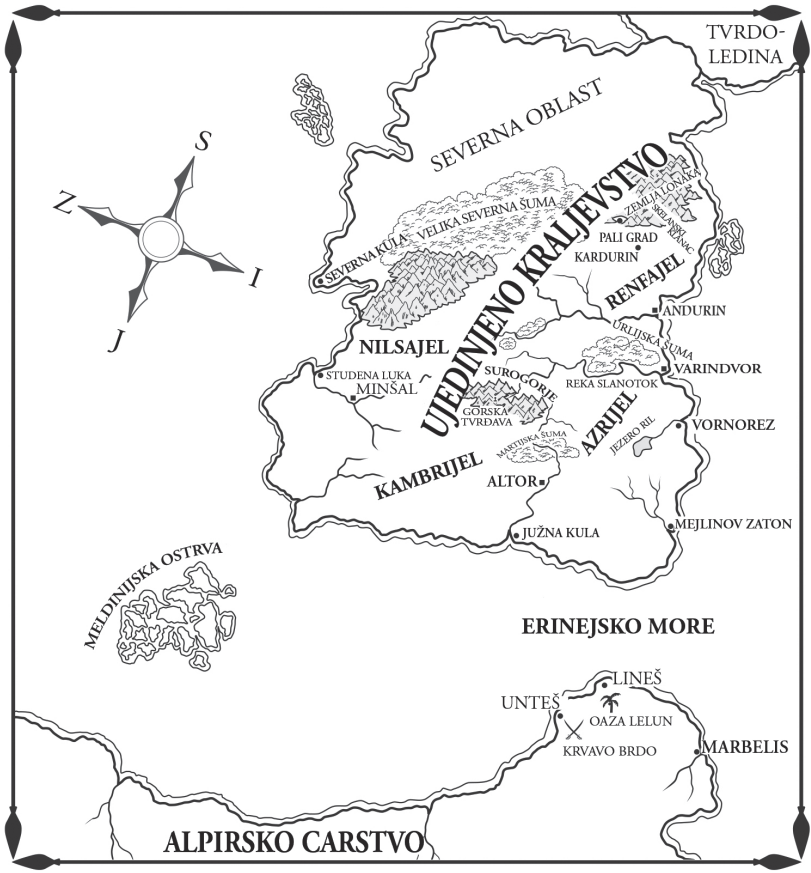 TVRDO-
LEDINA
SEVERNA OBLAST
S
Z
I
J
UJEDINJENO KRALJEVSTVO
VELIKA SEVERNA ŠUMA
SEVERNA KULA
ZEMLJA LONAKA
PALI GRAD
KARDURIN
RENFAJEL
ANDURIN
URLIJSKA ŠUMA
NILSAJEL
VARINDVOR
STUDENA LUKA
MINŠAL
SUROGORJE
REKA SLANOTOK
GORSKA
TVRĐAVA
AZRIJEL
JEZERO RIL
VORNOREZ
MARTIJSKA ŠUMA
KAMBRIJEL
ALTOR
JUŽNA KULA
MEJLINOV ZATON
MELDINIJSKA OSTRVA
ERINEJSKO MORE
LINEŠ
UNTEŠ
OAZA LELUN
KRVAVO BRDO
MARBELIS
ALPIRSKO CARSTVO